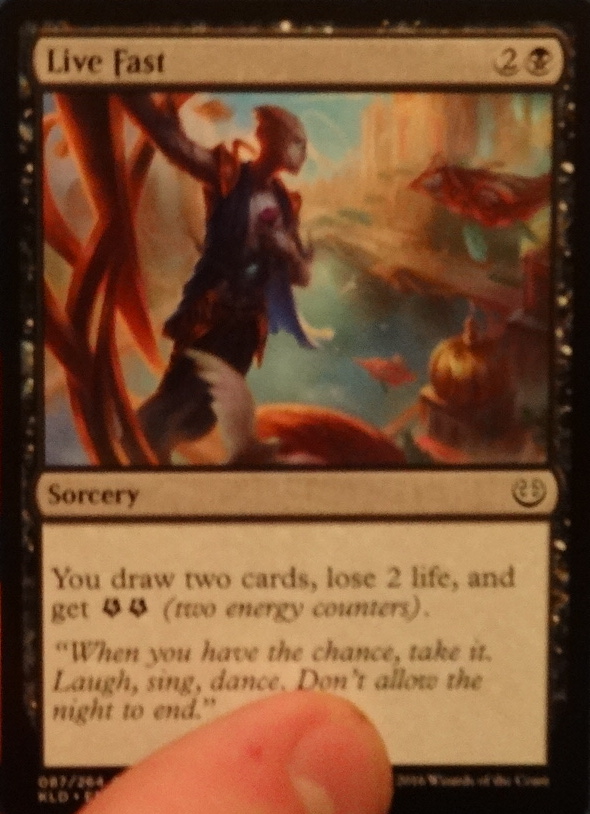 Live Fast
2
Sorcery
You draw two cards, lose 2 life, and
get (two energy counters).
"When you have the chance, take it.
Laugh, sing, dance. Don't allow the
night to end."
087/264
2016 Wizards of the Coast
KLD •